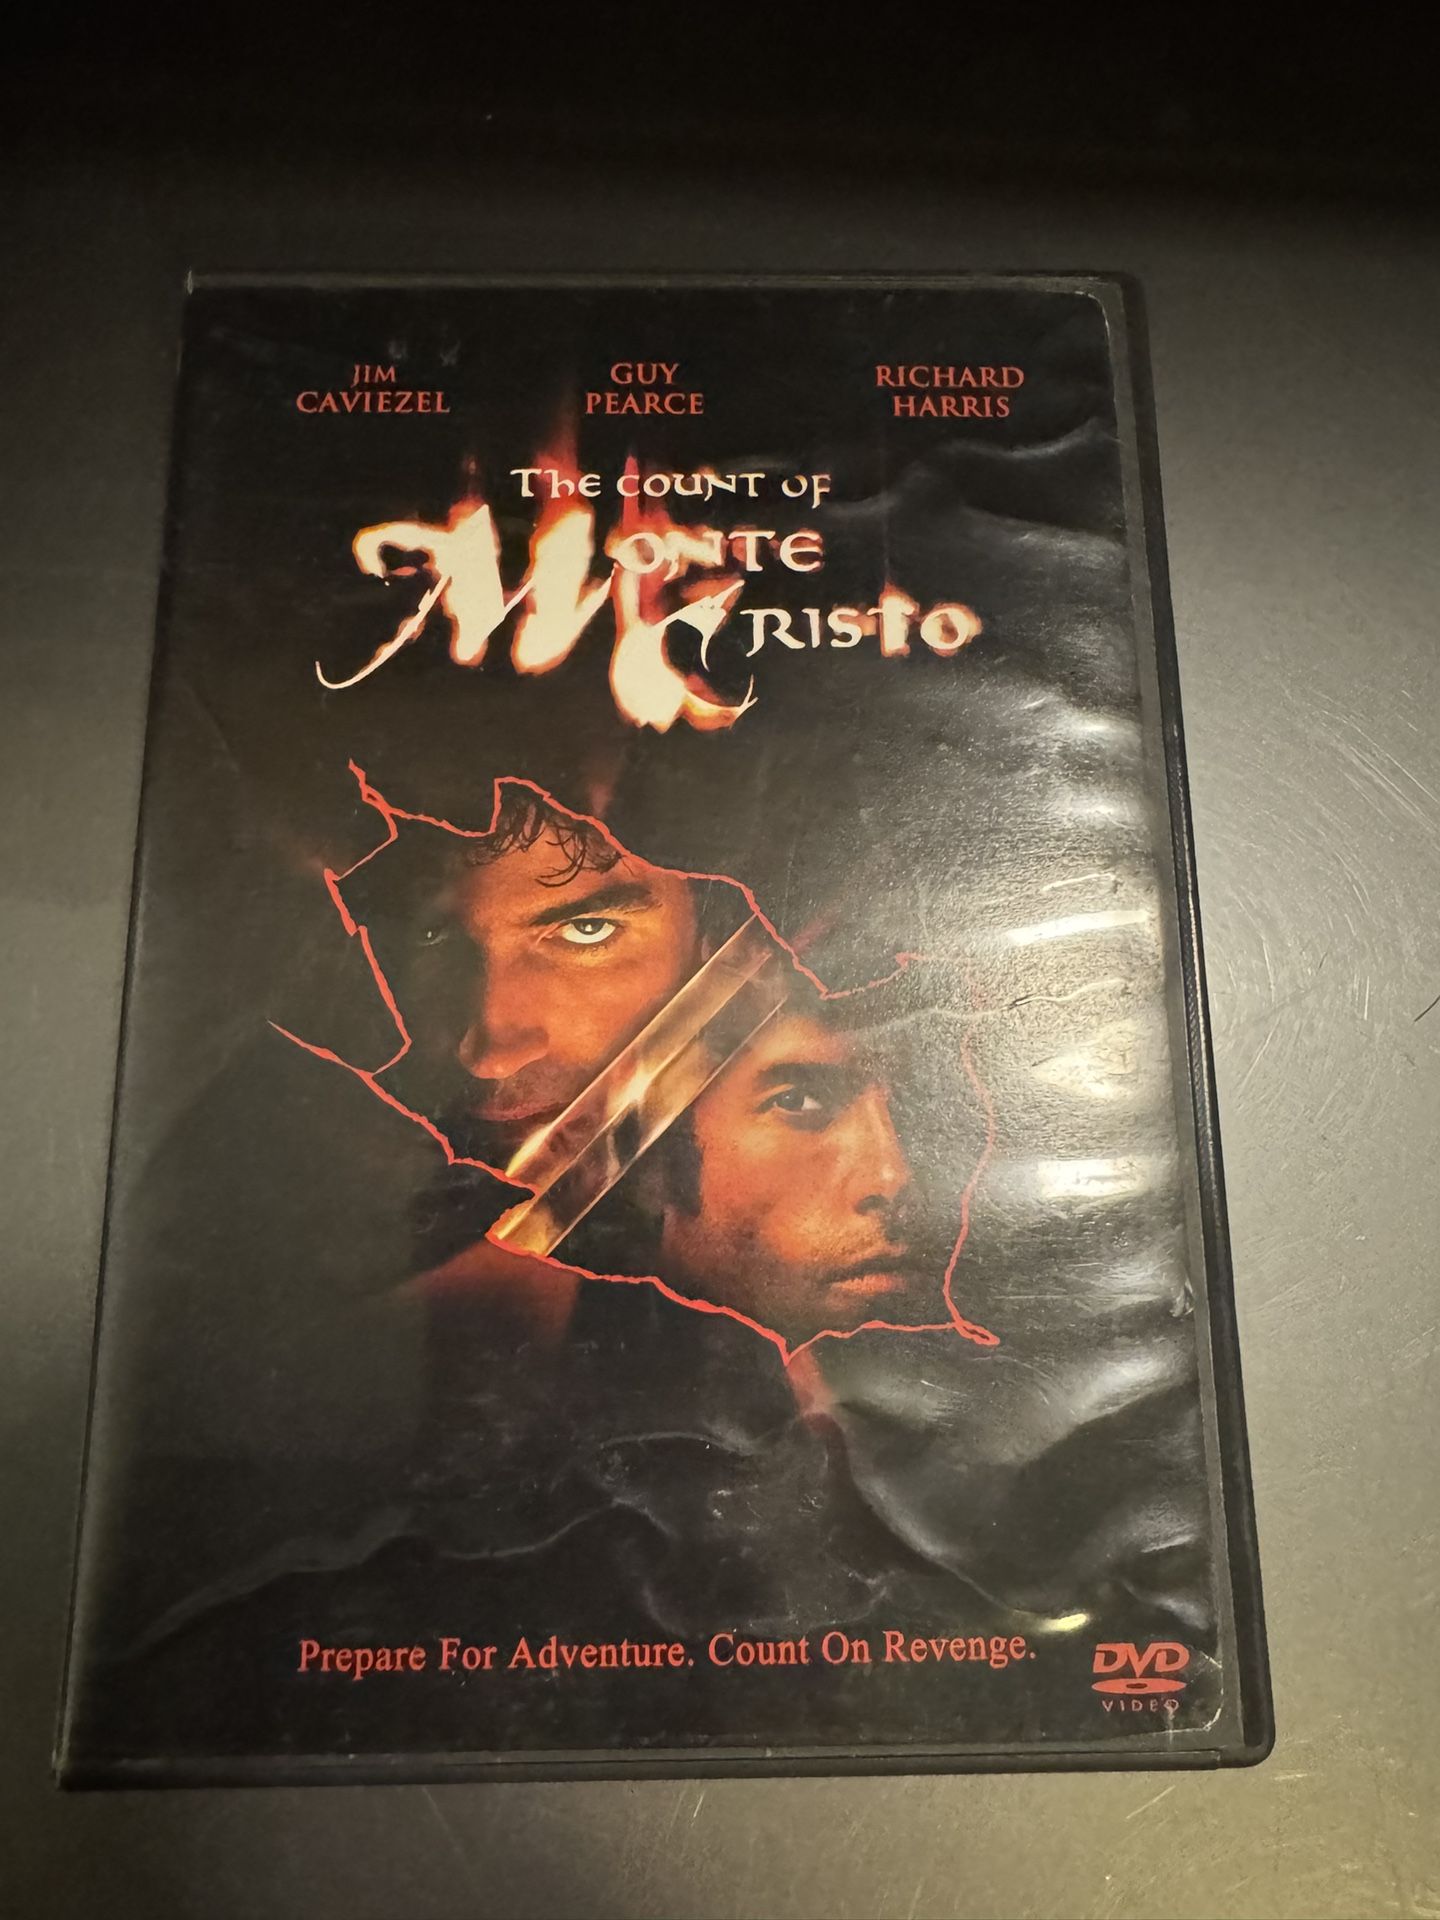 JIM
CAVIEZEL
GUY
PEARCE
RICHARD
HARRIS
The Count of
Monte
Cristo
Prepare For Adventure. Count On Revenge.
DVD
VIDEO